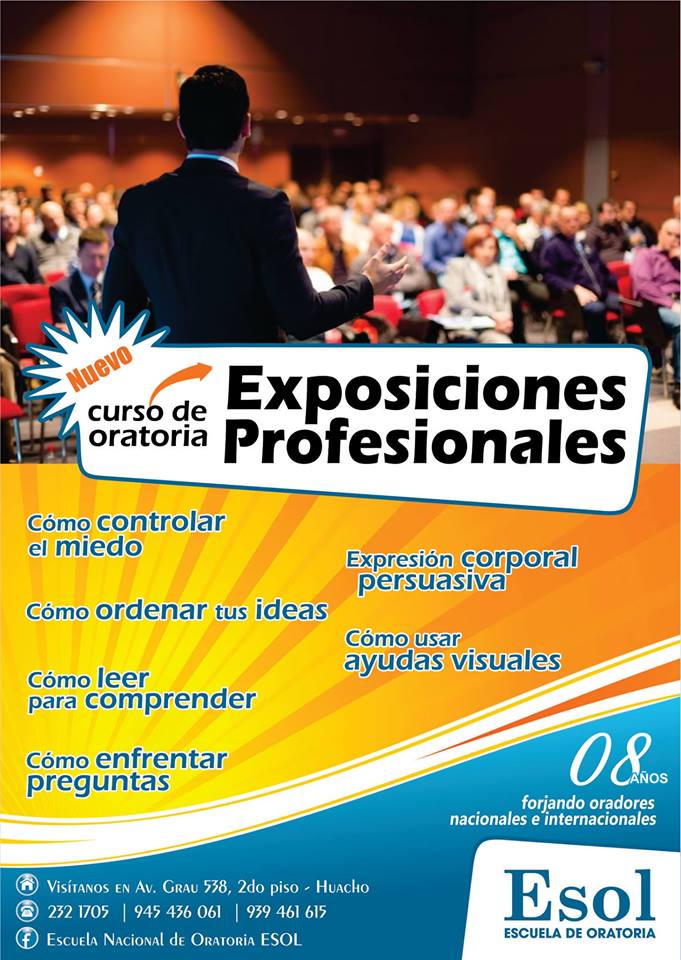 Nuevo
curso de
oratoria
Exposiciones
Profesionales
Cómo controlar
el miedo
Cómo ordenar tus ideas
Cómo leer
para comprender
Cómo enfrentar
preguntas
Expresión corporal
persuasiva
Cómo usar
ayudas visuales
08 AÑOS
forjando oradores
nacionales e internacionales
Visítanos en Av. Grau 538, 2do piso - Huacho
232 1705 | 945 436 061 | 939 461 615
Escuela Nacional de Oratoria ESOL
Esol
ESCUELA DE ORATORIA